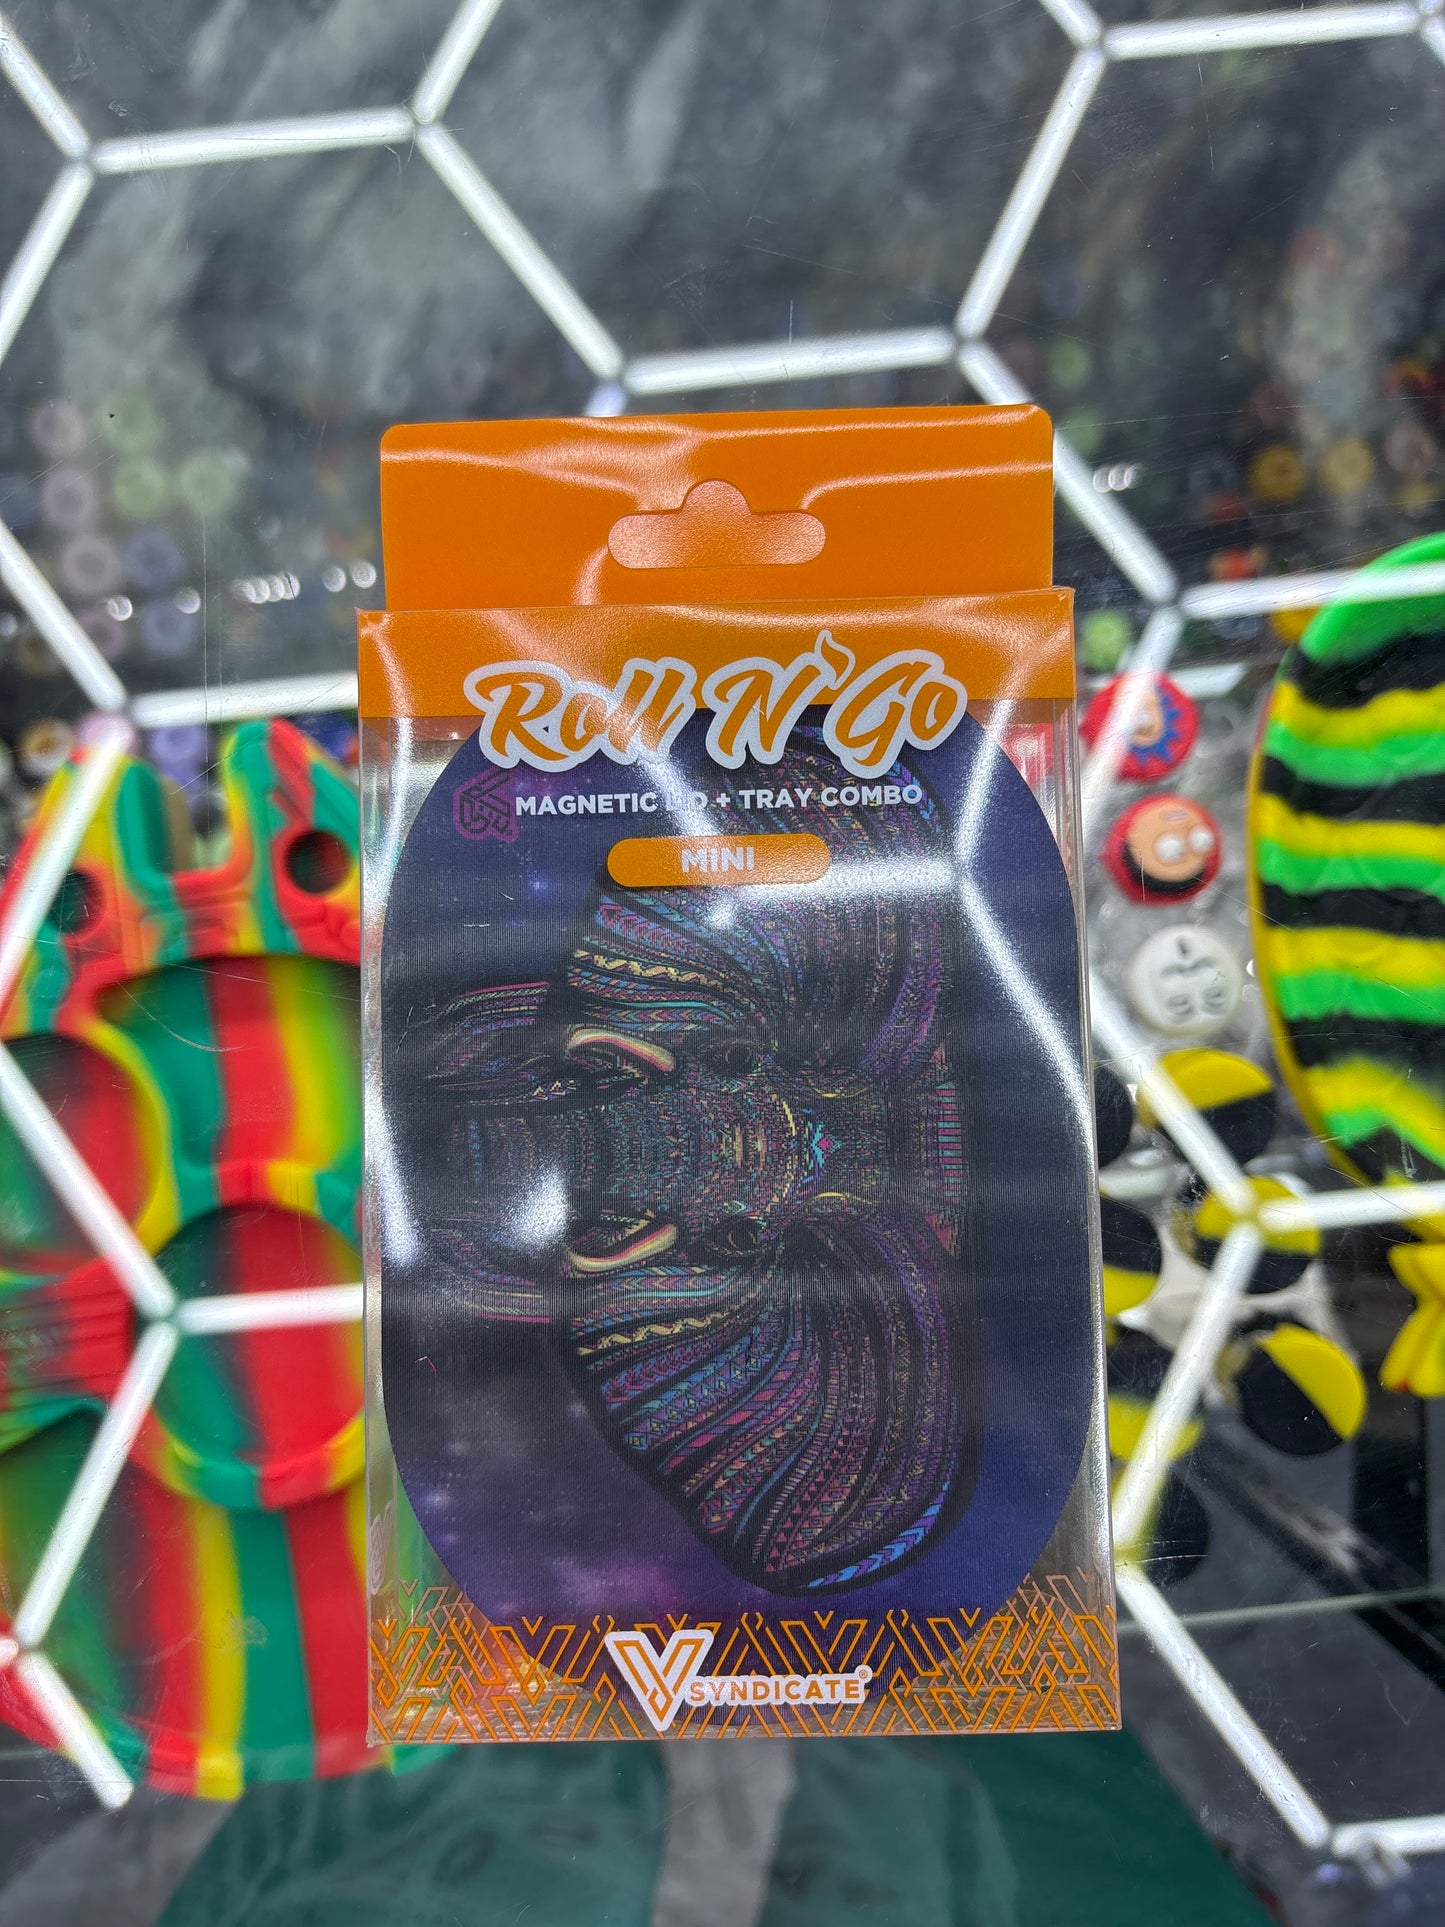 Roll N' Go
MAGNETIC LID + TRAY COMBO
MINI
V SYNDICATE®